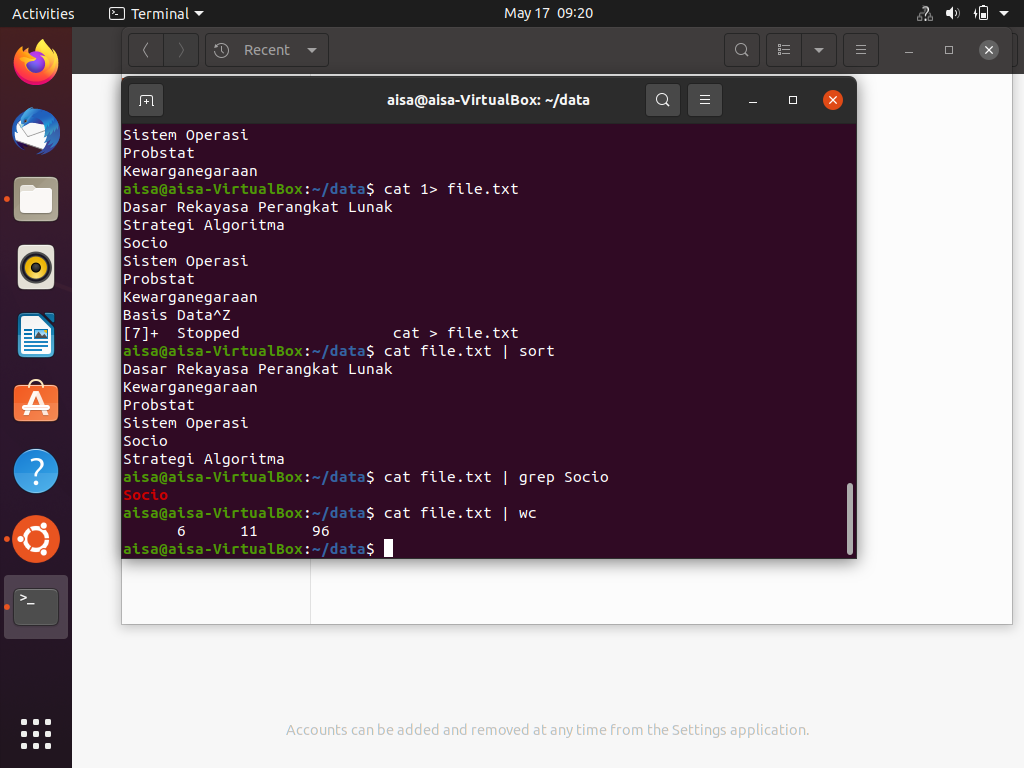 Activities Terminal May 17 09:20
Recent
aisa@aisa-VirtualBox: ~/data
Sistem Operasi
Probstat
Kewarganegaraan
aisa@aisa-VirtualBox:~/data$ cat 1> file.txt
Dasar Rekayasa Perangkat Lunak
Strategi Algoritma
Socio
Sistem Operasi
Probstat
Kewarganegaraan
Basis Data^Z
[7]+  Stopped                 cat > file.txt
aisa@aisa-VirtualBox:~/data$ cat file.txt | sort
Dasar Rekayasa Perangkat Lunak
Kewarganegaraan
Probstat
Sistem Operasi
Socio
Strategi Algoritma
aisa@aisa-VirtualBox:~/data$ cat file.txt | grep Socio
Socio
aisa@aisa-VirtualBox:~/data$ cat file.txt | wc
      6      11      96
aisa@aisa-VirtualBox:~/data$
Accounts can be added and removed at any time from the Settings application.